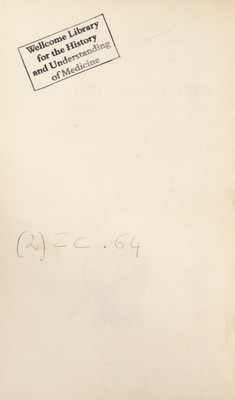 Wellcome Library
for the History
and Understanding
of Medicine
(2) ZC .64